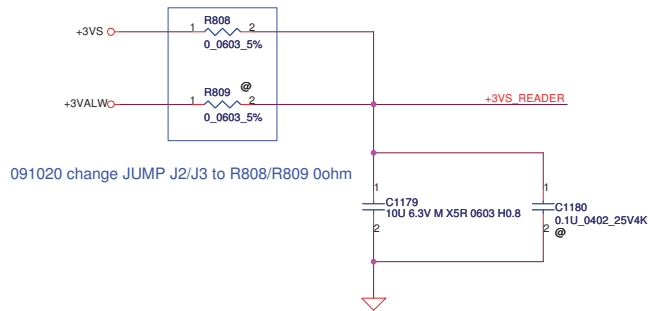 R808
+3VS
1
2
0_0603_5%
R809
@
+3VALW
1
2
+3VS_READER
0_0603_5%
2
091020 change JUMP J2/J3 to R808/R809 0ohm
1
1
C1179
10U 6.3V M X5R 0603 H0.8
C1180
0.1U_0402_25V4K
2
2
@